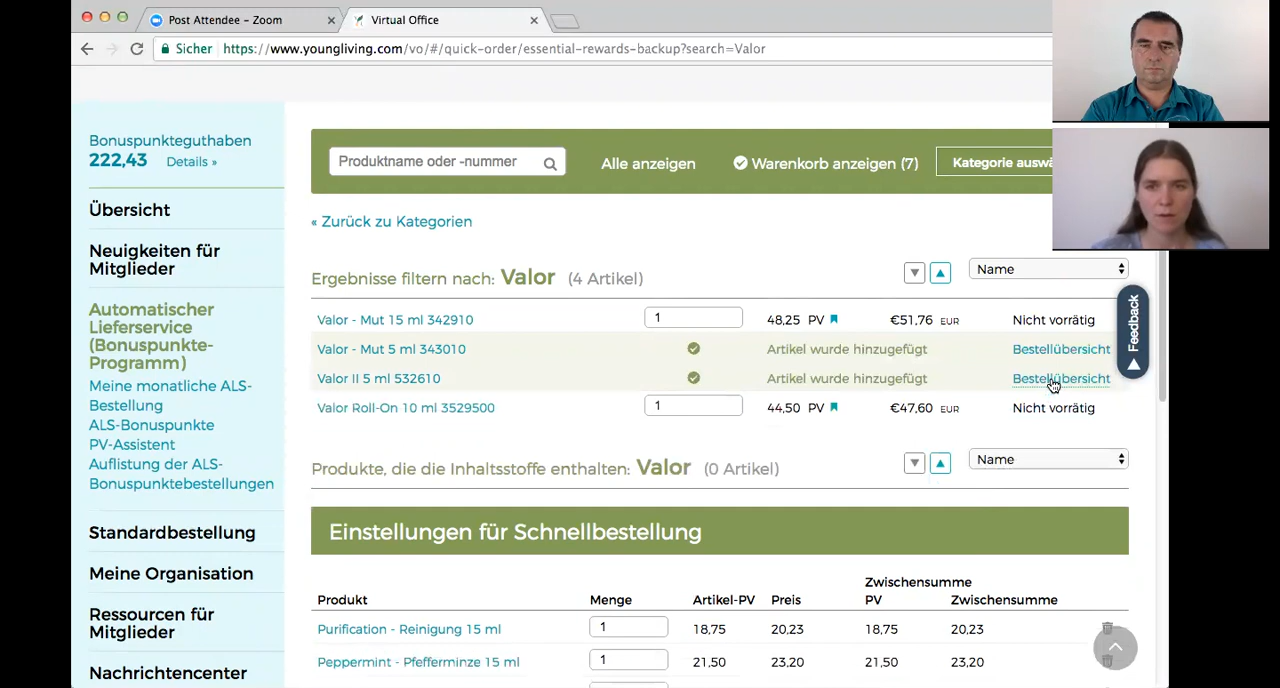 Post Attendee - Zoom
Virtual Office
Sicher https://www.youngliving.com/vo/#/quick-order/essential-rewards-backup?search=Valor
Bonuspunkteguthaben
222,43 Details »
Übersicht
Neuigkeiten für
Mitglieder
Automatischer
Lieferservice
(Bonuspunkte-
Programm)
Meine monatliche ALS-
Bestellung
ALS-Bonuspunkte
PV-Assistent
Auflistung der ALS-
Bonuspunktebestellungen
Standardbestellung
Meine Organisation
Ressourcen für
Mitglieder
Nachrichtencenter
Produktname oder -nummer Alle anzeigen Warenkorb anzeigen (7)
« Zurück zu Kategorien
Ergebnisse filtern nach: Valor (4 Artikel) Name
Valor - Mut 15 ml 342910 1 48,25 PV €51,76 EUR Nicht vorrätig
Valor - Mut 5 ml 343010 Artikel wurde hinzugefügt Bestellübersicht
Valor II 5 ml 532610 Artikel wurde hinzugefügt Bestellübersicht
Valor Roll-On 10 ml 3529500 1 44,50 PV €47,60 EUR Nicht vorrätig
Feedback
Produkte, die die Inhaltsstoffe enthalten: Valor (0 Artikel) Name
Einstellungen für Schnellbestellung
Produkt Menge Artikel-PV Preis Zwischensumme PV Zwischensumme
Purification - Reinigung 15 ml 1 18,75 20,23 18,75 20,23
Peppermint - Pfefferminze 15 ml 1 21,50 23,20 21,50 23,20